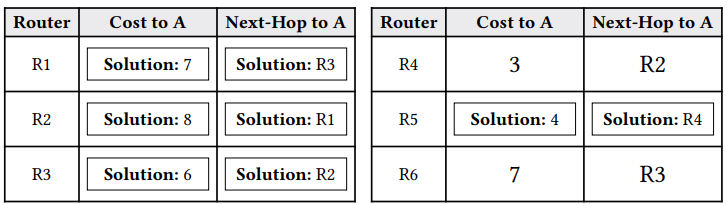 Router Cost to A Next-Hop to A
R1 Solution: 7 Solution: R3
R2 Solution: 8 Solution: R1
R3 Solution: 6 Solution: R2
Router Cost to A Next-Hop to A
R4 3 R2
R5 Solution: 4 Solution: R4
R6 7 R3